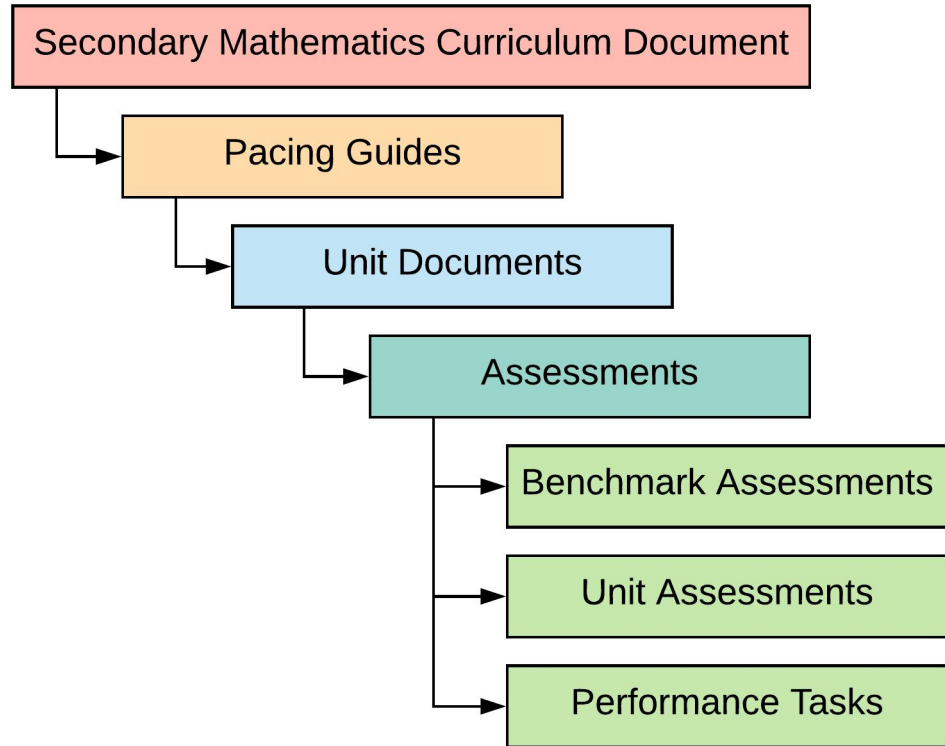 Secondary Mathematics Curriculum Document
Pacing Guides
Unit Documents
Assessments
Benchmark Assessments
Unit Assessments
Performance Tasks